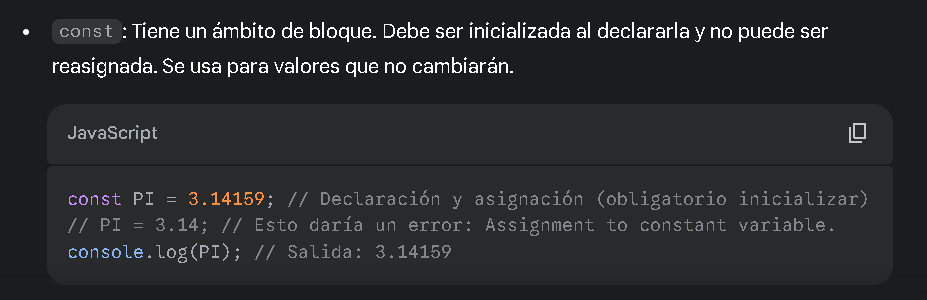 • const: Tiene un ámbito de bloque. Debe ser inicializada al declararla y no puede ser
reasignada. Se usa para valores que no cambiarán.
JavaScript
const PI = 3.14159; // Declaración y asignación (obligatorio inicializar)
// PI = 3.14; // Esto daría un error: Assignment to constant variable.
console.log(PI); // Salida: 3.14159